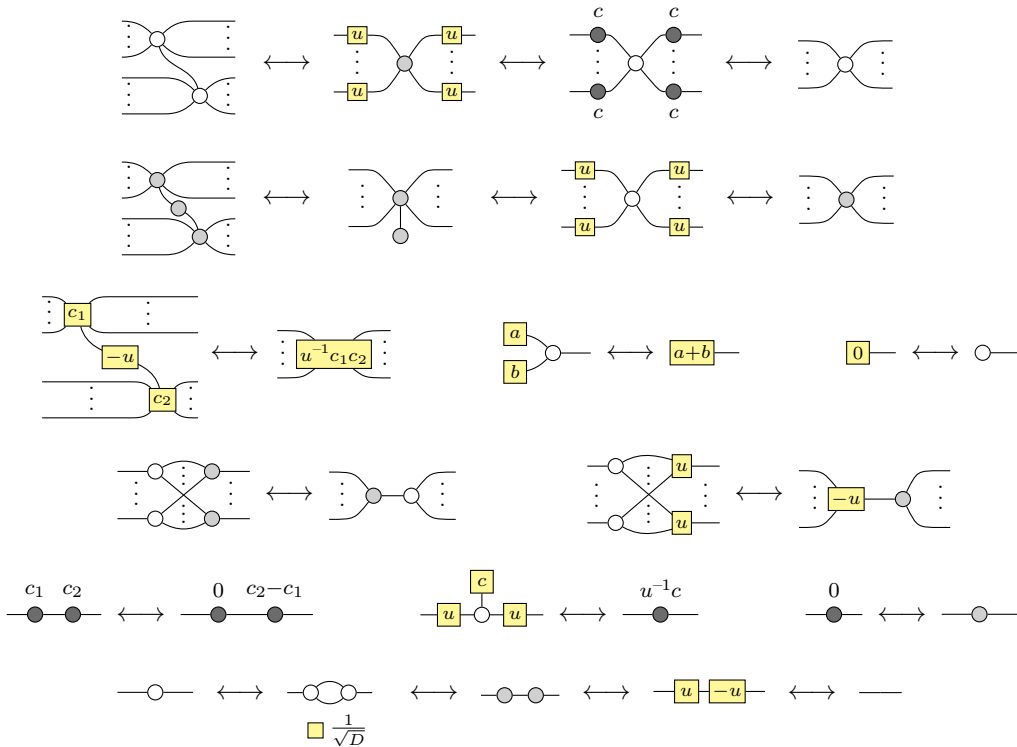 c c
u u
u u
c c
u u
u u
c₁
−u
c₂
u⁻¹c₁c₂
a
b
a+b
0
u
u
−u
c₁ c₂ 0 c₂−c₁
c
u u
u⁻¹c
0
u −u
1/√D